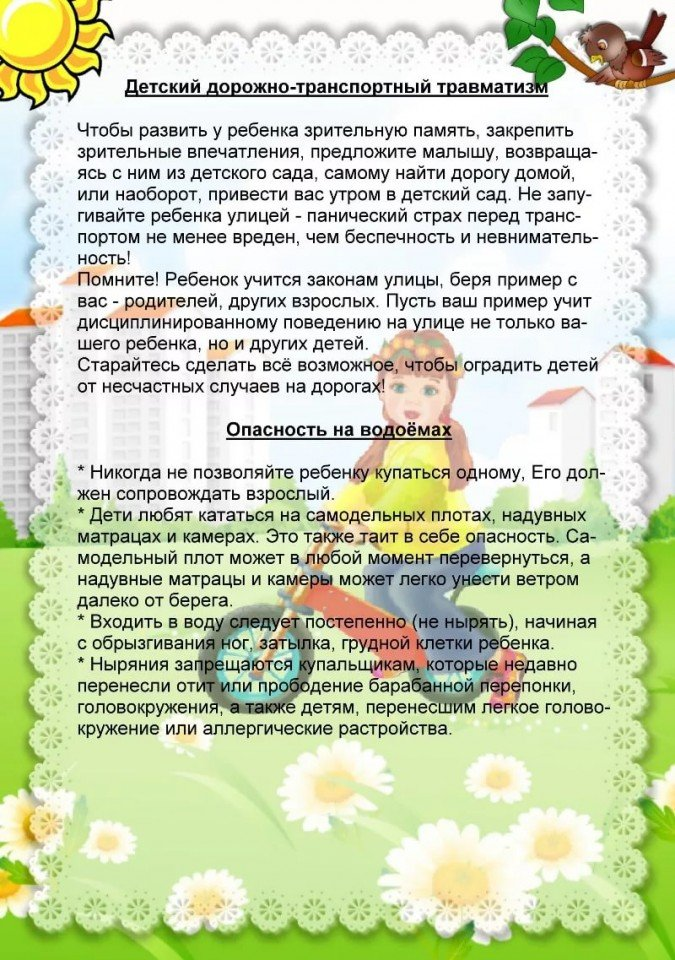 Детский дорожно-транспортный травматизм
Чтобы развить у ребенка зрительную память, закрепить
зрительные впечатления, предложите малышу, возвраща-
ясь с ним из детского сада, самому найти дорогу домой,
или наоборот, привести вас утром в детский сад. Не запу-
гивайте ребенка улицей - панический страх перед транс-
портом не менее вреден, чем беспечность и невниматель-
ность!
Помните! Ребенок учится законам улицы, беря пример с
вас - родителей, других взрослых. Пусть ваш пример учит
дисциплинированному поведению на улице не только ва-
шего ребенка, но и других детей.
Старайтесь сделать всё возможное, чтобы оградить детей
от несчастных случаев на дорогах!
Опасность на водоёмах
* Никогда не позволяйте ребенку купаться одному, Его дол-
жен сопровождать взрослый.
* Дети любят кататься на самодельных плотах, надувных
матрацах и камерах. Это также таит в себе опасность. Са-
модельный плот может в любой момент перевернуться, а
надувные матрацы и камеры может легко унести ветром
далеко от берега.
* Входить в воду следует постепенно (не нырять), начиная
с обрызгивания ног, затылка, грудной клетки ребенка.
* Ныряния запрещаются купальщикам, которые недавно
перенесли отит или прободение барабанной перепонки,
головокружения, а также детям, перенесшим легкое голово-
кружение или аллергические растройства.